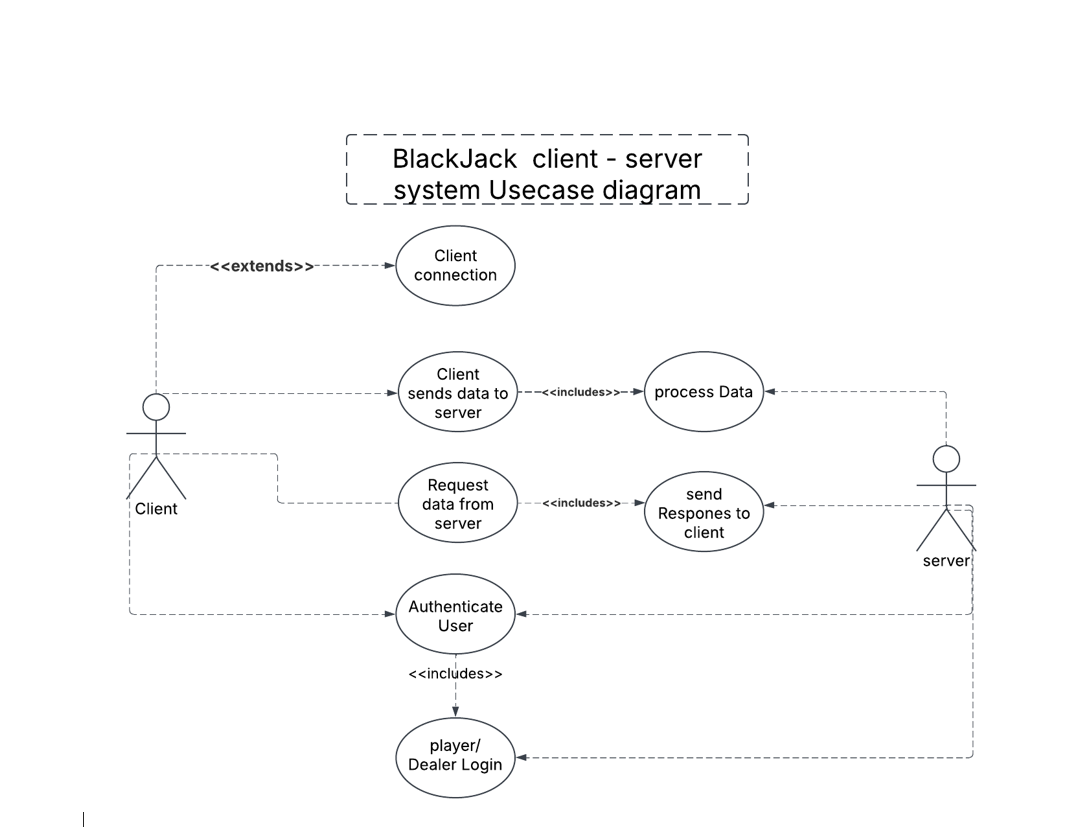 BlackJack  client - server
system Usecase diagram
Client
connection
<<extends>>
Client
sends data to
server
<<includes>>
process Data
Client
Request
data from
server
<<includes>>
send
Respones to
client
server
Authenticate
User
<<includes>>
player/
Dealer Login